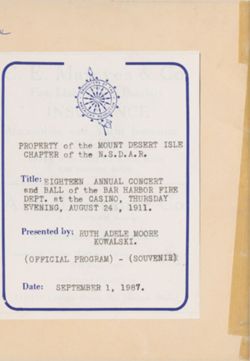 PROPERTY of the MOUNT DESERT ISLE
CHAPTER of the N.S.D.A.R.
Title: EIGHTEEN ANNUAL CONCERT
and BALL of the BAR HARBOR FIRE
DEPT. at the CASINO, THURSDAY
EVENING, AUGUST 24, 1911.
Presented by: RUTH ADELE MOORE
KOWALSKI.
(OFFICIAL PROGRAM) - (SOUVENIR)
Date: SEPTEMBER 1, 1987.